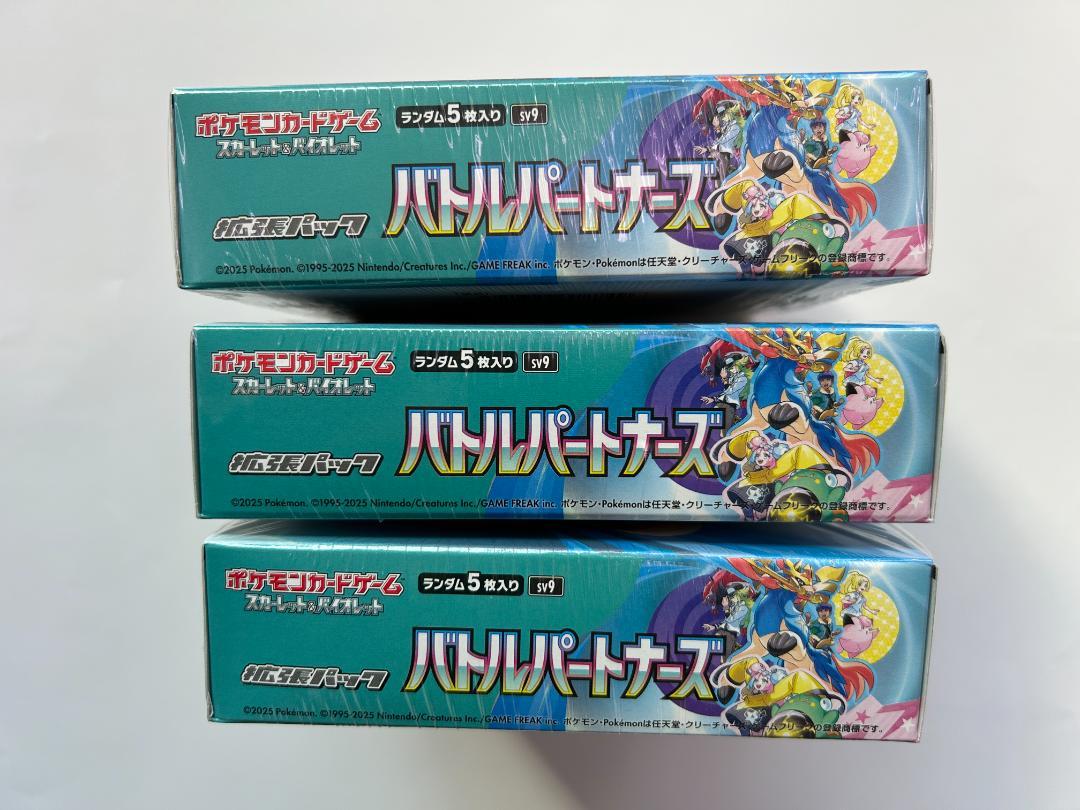 ポケモンカードゲーム
スカーレット&バイオレット
ランダム5枚入り sv9
バトルパートナーズ
拡張パック
©2025 Pokémon. ©1995-2025 Nintendo/Creatures Inc./GAME FREAK inc. ポケモン・Pokémonは任天堂・クリーチャーズ・ゲームフリークの登録商標です。
ポケモンカードゲーム
スカーレット&バイオレット
ランダム5枚入り sv9
バトルパートナーズ
拡張パック
©2025 Pokémon. ©1995-2025 Nintendo/Creatures Inc./GAME FREAK inc. ポケモン・Pokémonは任天堂・クリーチャーズ・ゲームフリークの登録商標です。
ポケモンカードゲーム
スカーレット&バイオレット
ランダム5枚入り sv9
バトルパートナーズ
拡張パック
©2025 Pokémon. ©1995-2025 Nintendo/Creatures Inc./GAME FREAK inc. ポケモン・Pokémonは任天堂・クリーチャーズ・ゲームフリークの登録商標です。